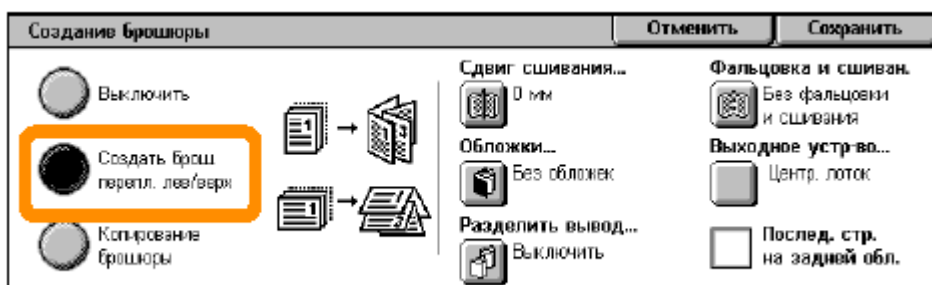 Создание брошюры
Отменить
Сохранить
Выключить
Создать брош
перепл. лев/верх
Копирование
брошюры
Сдвиг сшивания...
0 мм
Обложки...
Без обложек
Разделить вывод...
Выключить
Фальцовка и сшиван.
Без фальцовки
и сшивания
Выходное устр-во...
Центр. лоток
Послед. стр.
на задней обл.